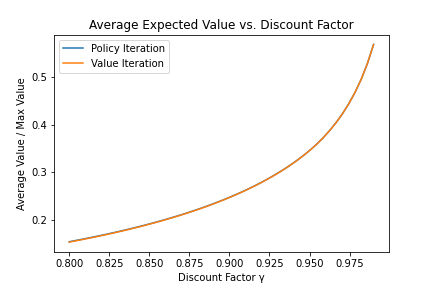 Average Expected Value vs. Discount Factor
Policy Iteration
Value Iteration
Average Value / Max Value
0.5
0.4
0.3
0.2
0.800 0.825 0.850 0.875 0.900 0.925 0.950 0.975
Discount Factor γ